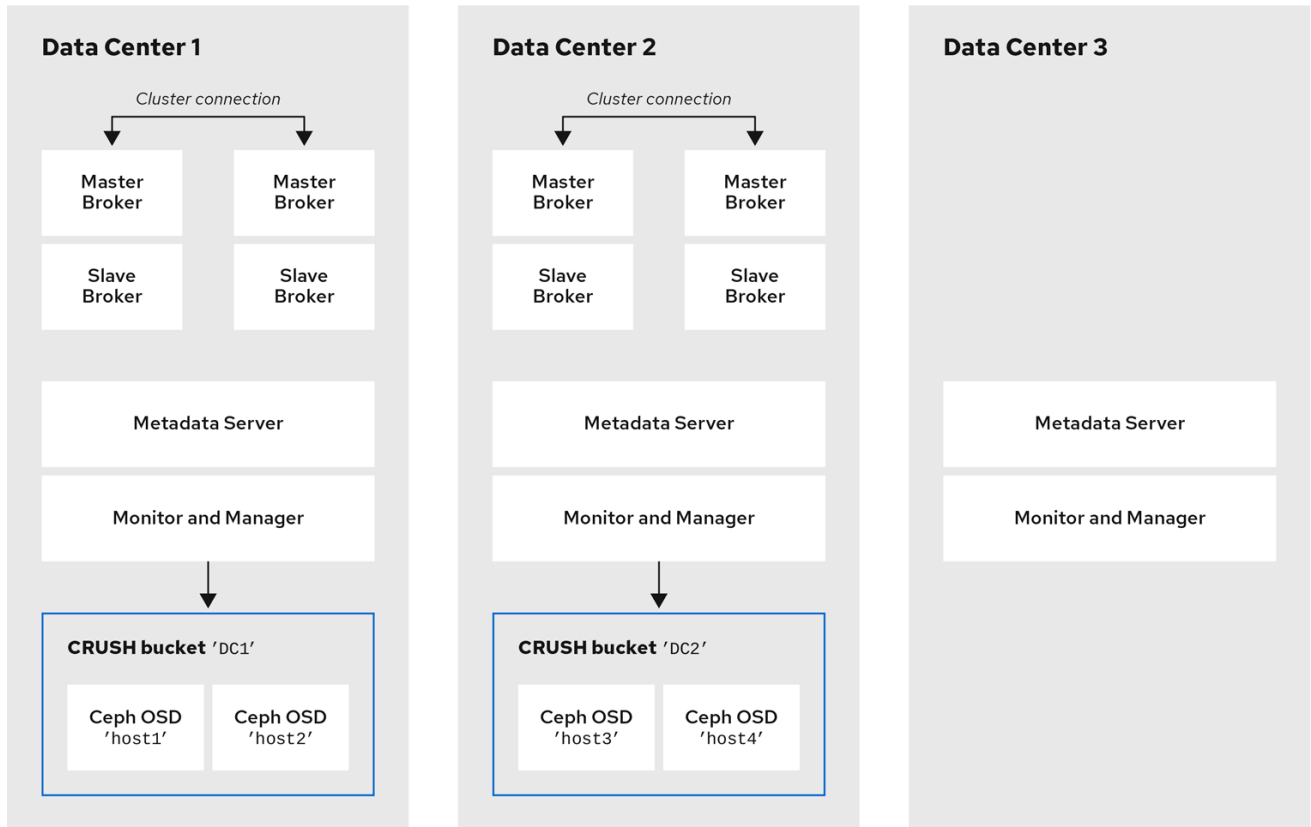 Data Center 1
Cluster connection
Master
Broker
Master
Broker
Slave
Broker
Slave
Broker
Metadata Server
Monitor and Manager
CRUSH bucket ’DC1’
Ceph OSD
’host1’
Ceph OSD
’host2’
Data Center 2
Cluster connection
Master
Broker
Master
Broker
Slave
Broker
Slave
Broker
Metadata Server
Monitor and Manager
CRUSH bucket ’DC2’
Ceph OSD
’host3’
Ceph OSD
’host4’
Data Center 3
Metadata Server
Monitor and Manager